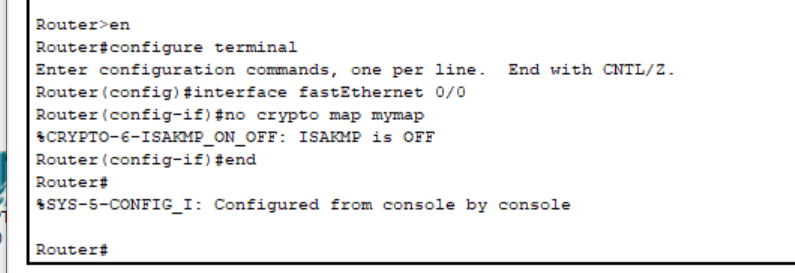 Router>en
Router#configure terminal
Enter configuration commands, one per line.  End with CNTL/Z.
Router(config)#interface fastEthernet 0/0
Router(config-if)#no crypto map mymap
%CRYPTO-6-ISAKMP_ON_OFF: ISAKMP is OFF
Router(config-if)#end
Router#
%SYS-5-CONFIG_I: Configured from console by console
Router#